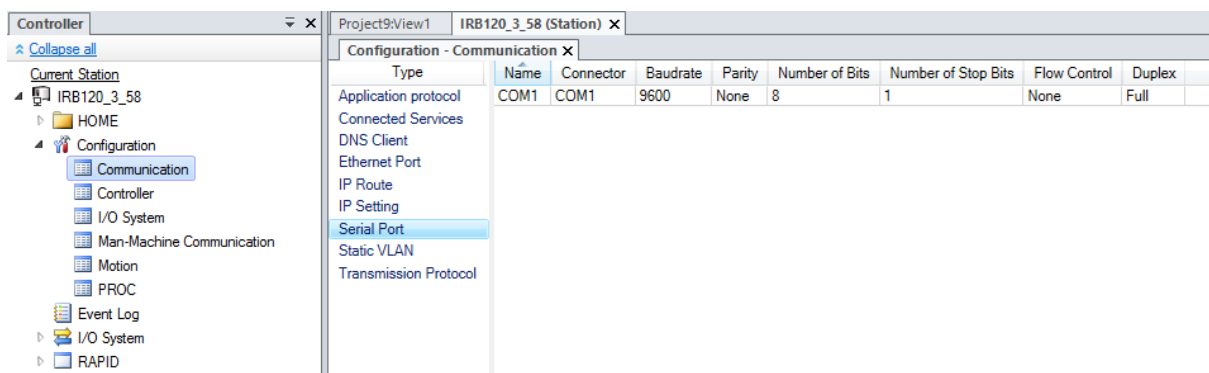 Controller
Collapse all
Current Station
IRB120_3_58
HOME
Configuration
Communication
Controller
I/O System
Man-Machine Communication
Motion
PROC
Event Log
I/O System
RAPID
Project9:View1 IRB120_3_58 (Station)
Configuration - Communication
Type
Application protocol
Connected Services
DNS Client
Ethernet Port
IP Route
IP Setting
Serial Port
Static VLAN
Transmission Protocol
Name Connector Baudrate Parity Number of Bits Number of Stop Bits Flow Control Duplex
COM1 COM1 9600 None 8 1 None Full